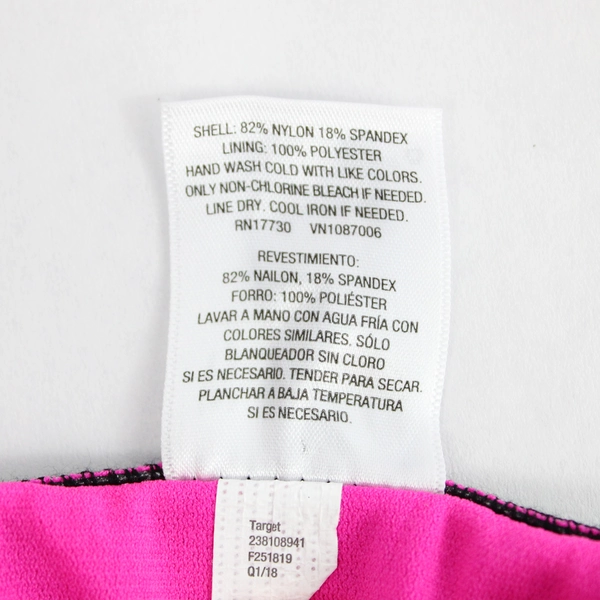 SHELL: 82% NYLON 18% SPANDEX
LINING: 100% POLYESTER
HAND WASH COLD WITH LIKE COLORS.
ONLY NON-CHLORINE BLEACH IF NEEDED.
LINE DRY. COOL IRON IF NEEDED.
RN17730 VN1087006
REVESTIMIENTO:
82% NAILON, 18% SPANDEX
FORRO: 100% POLIÉSTER
LAVAR A MANO CON AGUA FRÍA CON
COLORES SIMILARES. SÓLO
BLANQUEADOR SIN CLORO
SI ES NECESARIO. TENDER PARA SECAR.
PLANCHAR A BAJA TEMPERATURA
SI ES NECESARIO.
Target
238108941
F251819
Q1/18